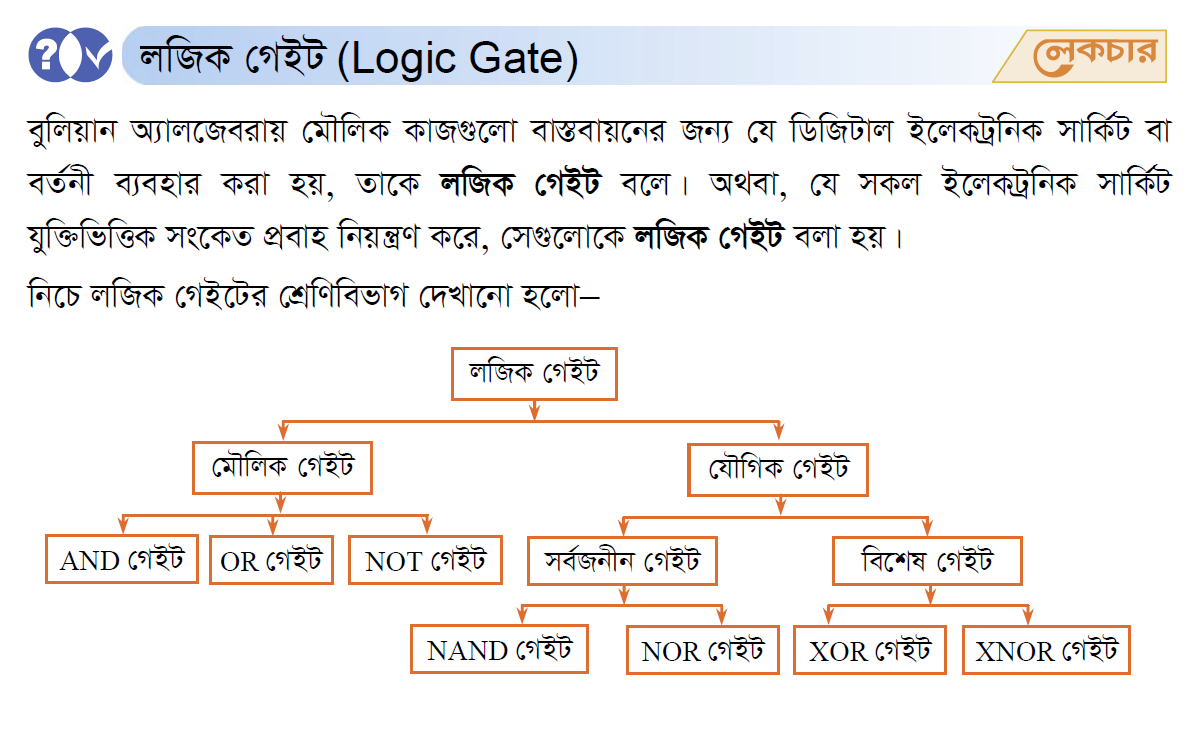 লজিক গেইট (Logic Gate)
লেকচার
বুলিয়ান অ্যালজেবরায় মৌলিক কাজগুলো বাস্তবায়নের জন্য যে ডিজিটাল ইলেকট্রনিক সার্কিট বা
বর্তনী ব্যবহার করা হয়, তাকে লজিক গেইট বলে। অথবা, যে সকল ইলেকট্রনিক সার্কিট
যুক্তিভিত্তিক সংকেত প্রবাহ নিয়ন্ত্রণ করে, সেগুলোকে লজিক গেইট বলা হয়।
নিচে লজিক গেইটের শ্রেণিবিভাগ দেখানো হলো–
লজিক গেইট
মৌলিক গেইট
যৌগিক গেইট
AND গেইট
OR গেইট
NOT গেইট
সর্বজনীন গেইট
বিশেষ গেইট
NAND গেইট
NOR গেইট
XOR গেইট
XNOR গেইট